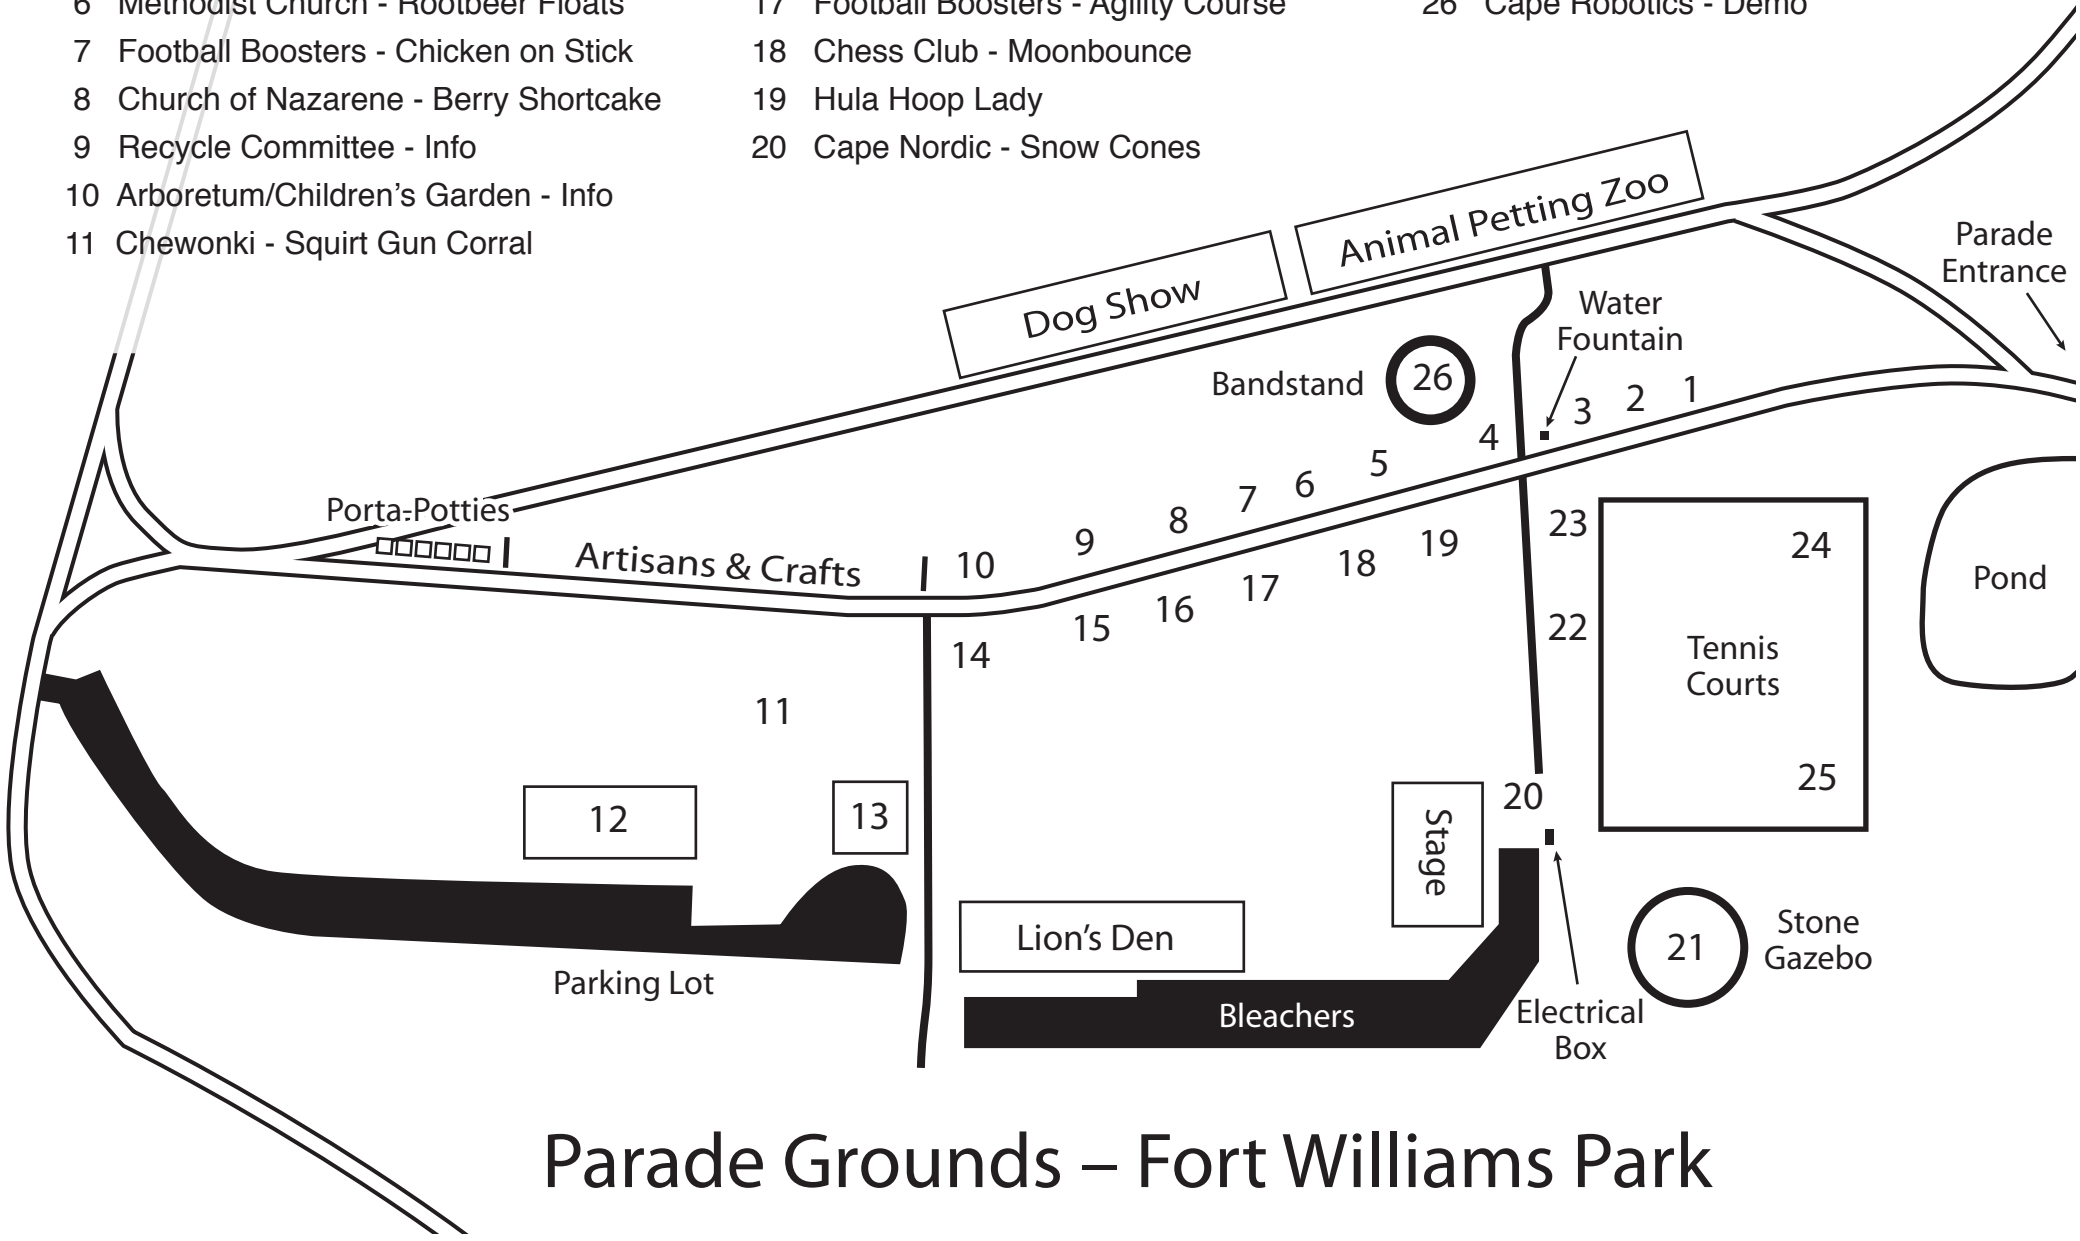 6 Methodist Church - Rootbeer Floats
7 Football Boosters - Chicken on Stick
8 Church of Nazarene - Berry Shortcake
9 Recycle Committee - Info
10 Arboretum/Children's Garden - Info
11 Chewonki - Squirt Gun Corral
17 Football Boosters - Agility Course
18 Chess Club - Moonbounce
19 Hula Hoop Lady
20 Cape Nordic - Snow Cones
26 Cape Robotics - Demo
Animal Petting Zoo
Dog Show
Parade
Entrance
Water
Fountain
Bandstand
26
1
2
3
4
5
6
7
8
9
10
Porta-Potties
Artisans & Crafts
23
24
19
18
17
16
15
14
22
Pond
Tennis
Courts
11
25
20
12
13
Stage
Lion's Den
21
Stone
Gazebo
Parking Lot
Bleachers
Electrical
Box
Parade Grounds – Fort Williams Park